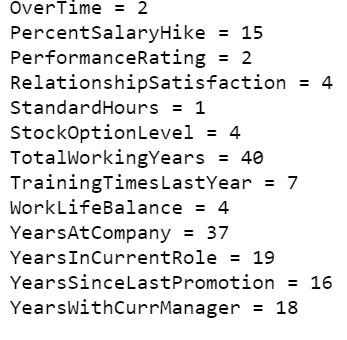 OverTime = 2
PercentSalaryHike = 15
PerformanceRating = 2
RelationshipSatisfaction = 4
StandardHours = 1
StockOptionLevel = 4
TotalWorkingYears = 40
TrainingTimesLastYear = 7
WorkLifeBalance = 4
YearsAtCompany = 37
YearsInCurrentRole = 19
YearsSinceLastPromotion = 16
YearsWithCurrManager = 18